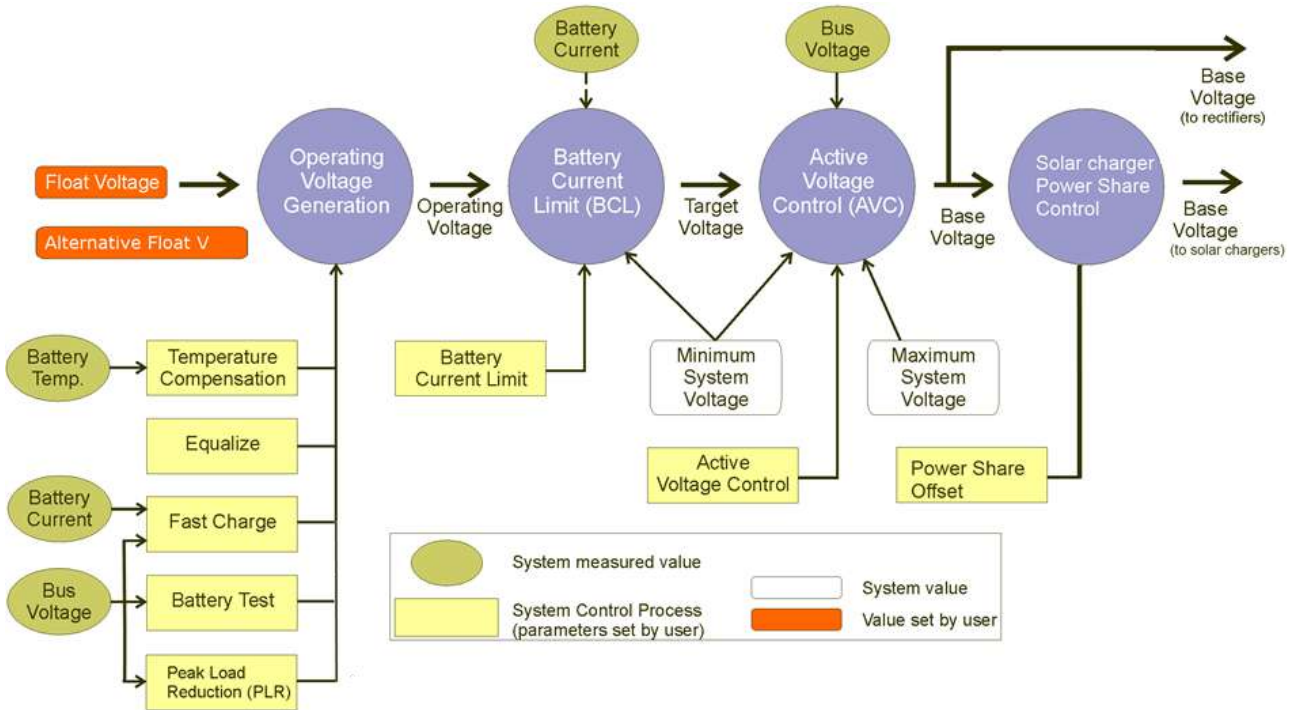 Battery
Current
Bus
Voltage
Base
Voltage
(to rectifiers)
Float Voltage
Alternative Float V
Operating
Voltage
Generation
Operating
Voltage
Battery
Current
Limit (BCL)
Target
Voltage
Active
Voltage
Control (AVC)
Base
Voltage
Solar charger
Power Share
Control
Base
Voltage
(to solar chargers)
Battery
Temp.
Temperature
Compensation
Battery
Current Limit
Minimum
System
Voltage
Maximum
System
Voltage
Equalize
Active
Voltage Control
Power Share
Offset
Battery
Current
Fast Charge
Bus
Voltage
Battery Test
Peak Load
Reduction (PLR)
System measured value
System Control Process
(parameters set by user)
System value
Value set by user